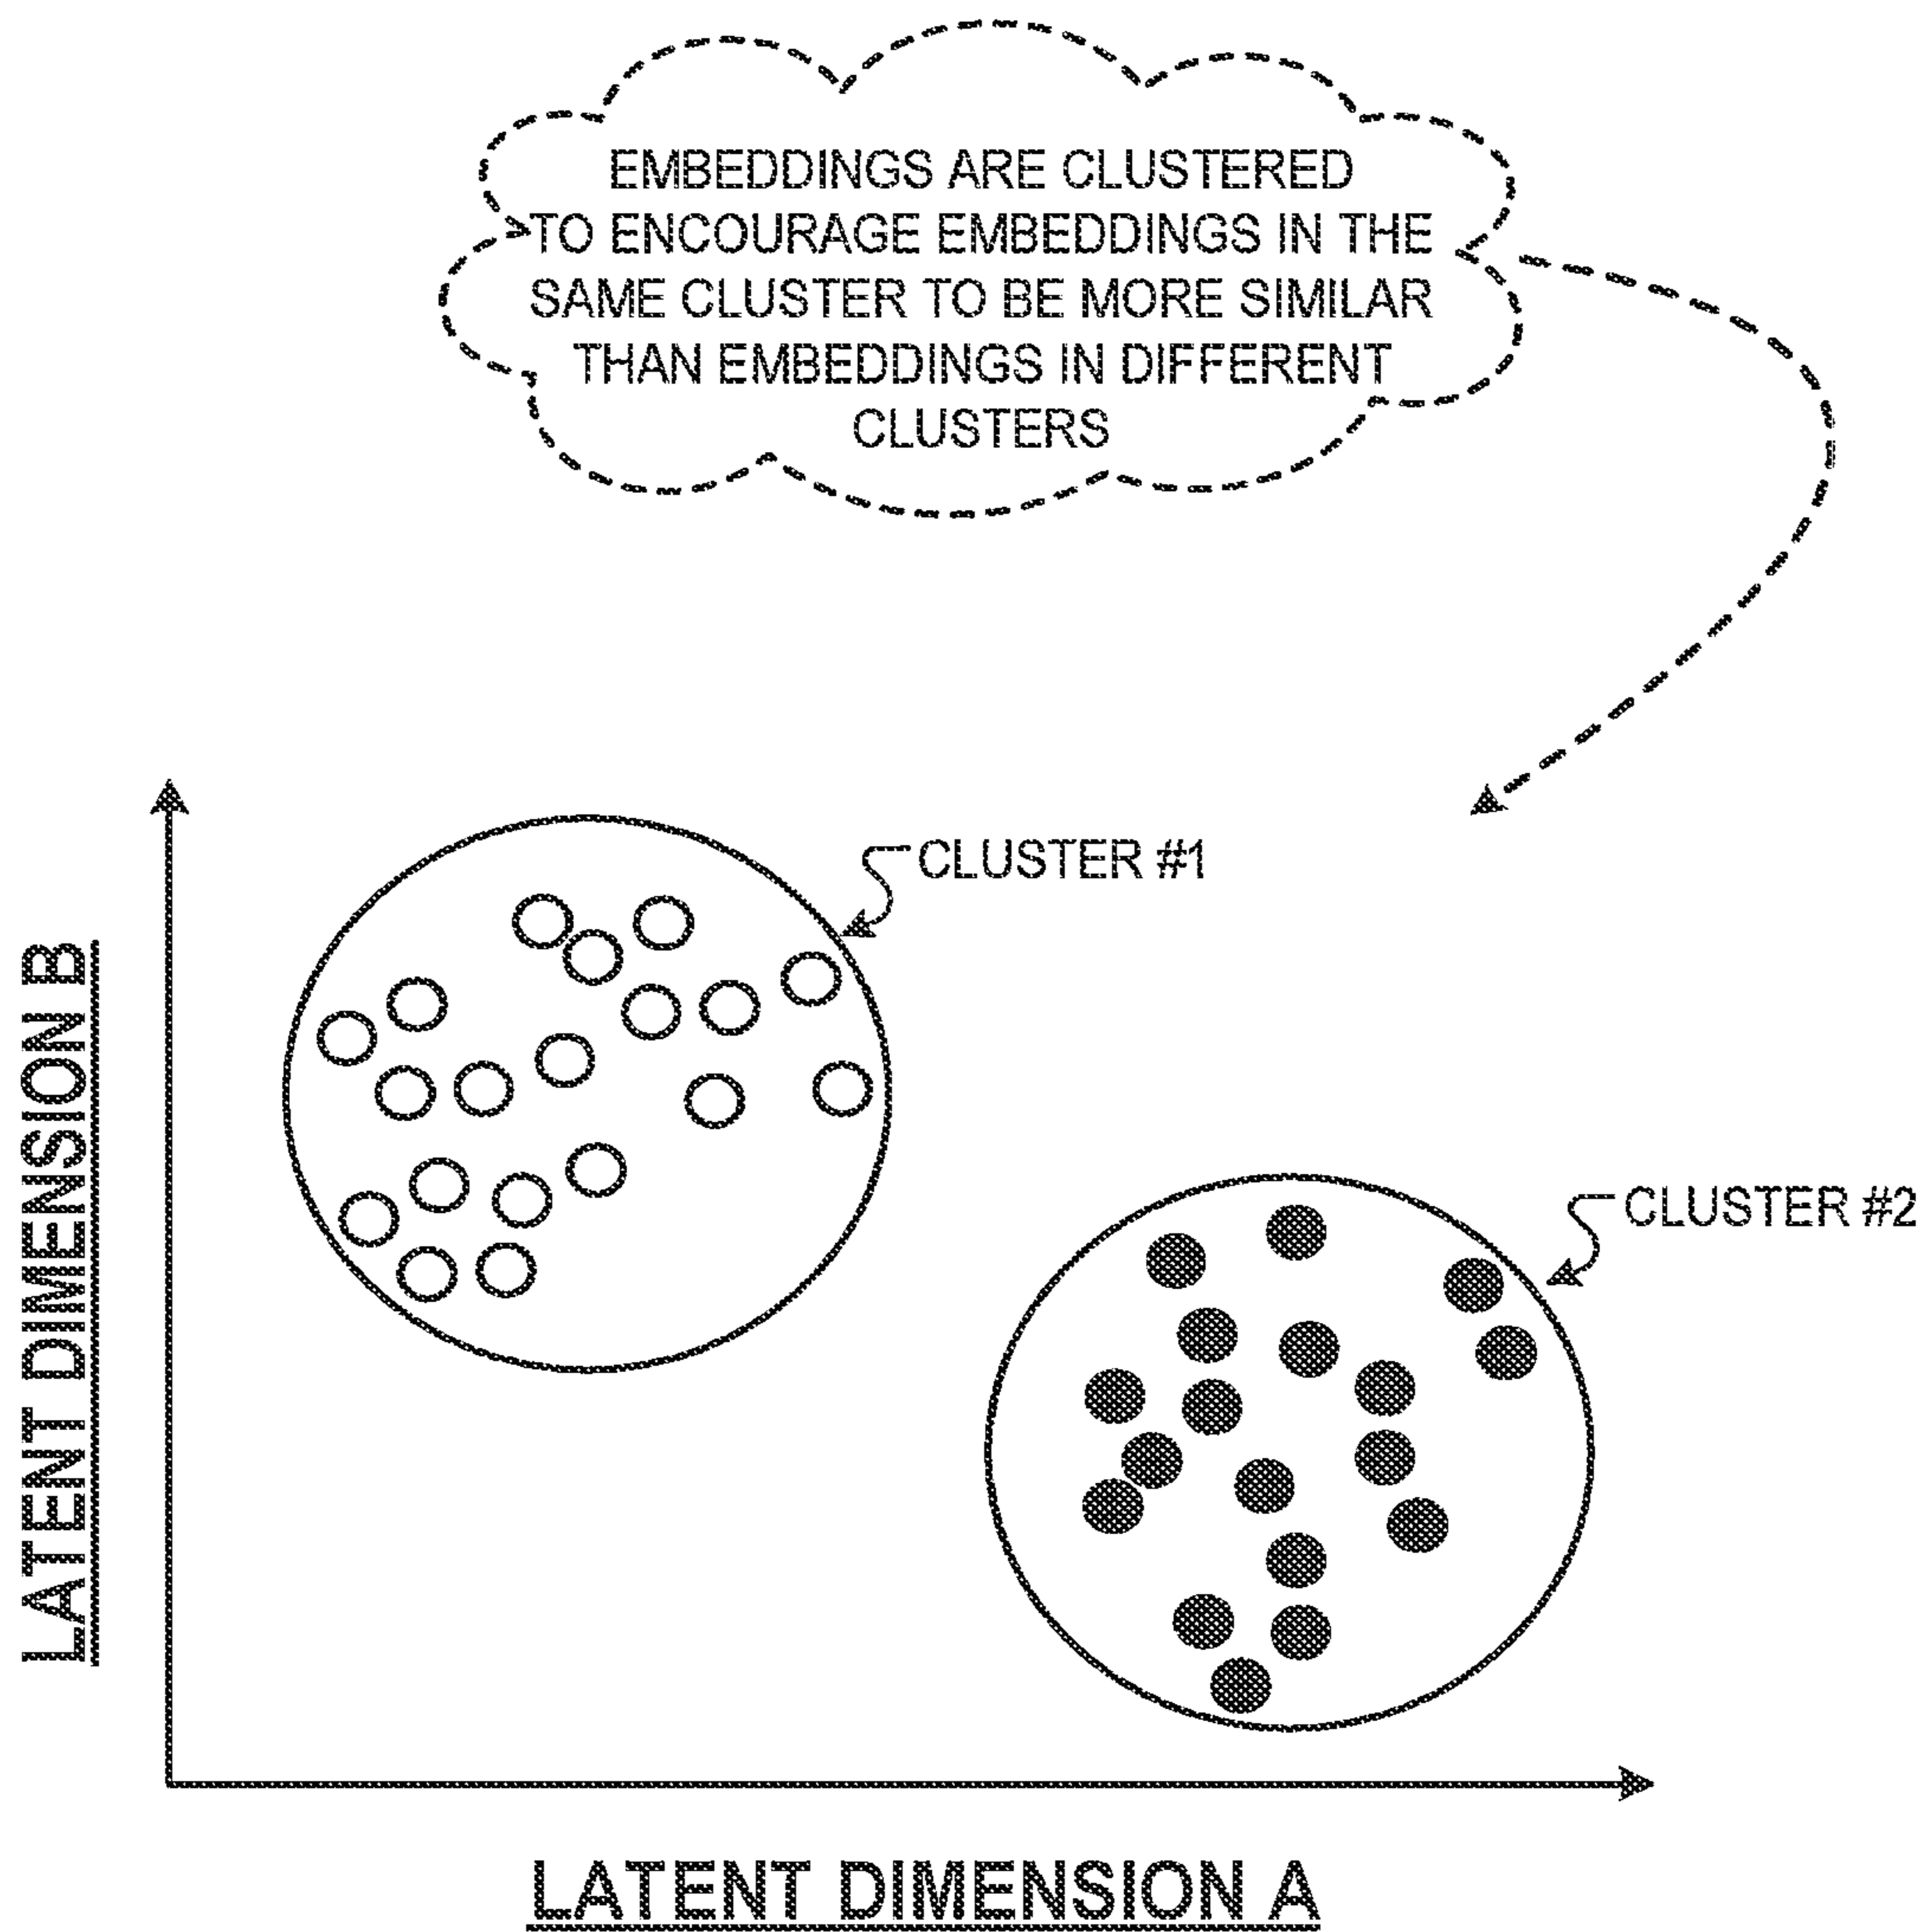 EMBEDDINGS ARE CLUSTERED
TO ENCOURAGE EMBEDDINGS IN THE
SAME CLUSTER TO BE MORE SIMILAR
THAN EMBEDDINGS IN DIFFERENT
CLUSTERS
CLUSTER #1
CLUSTER #2
LATENT DIMENSION B
LATENT DIMENSION A